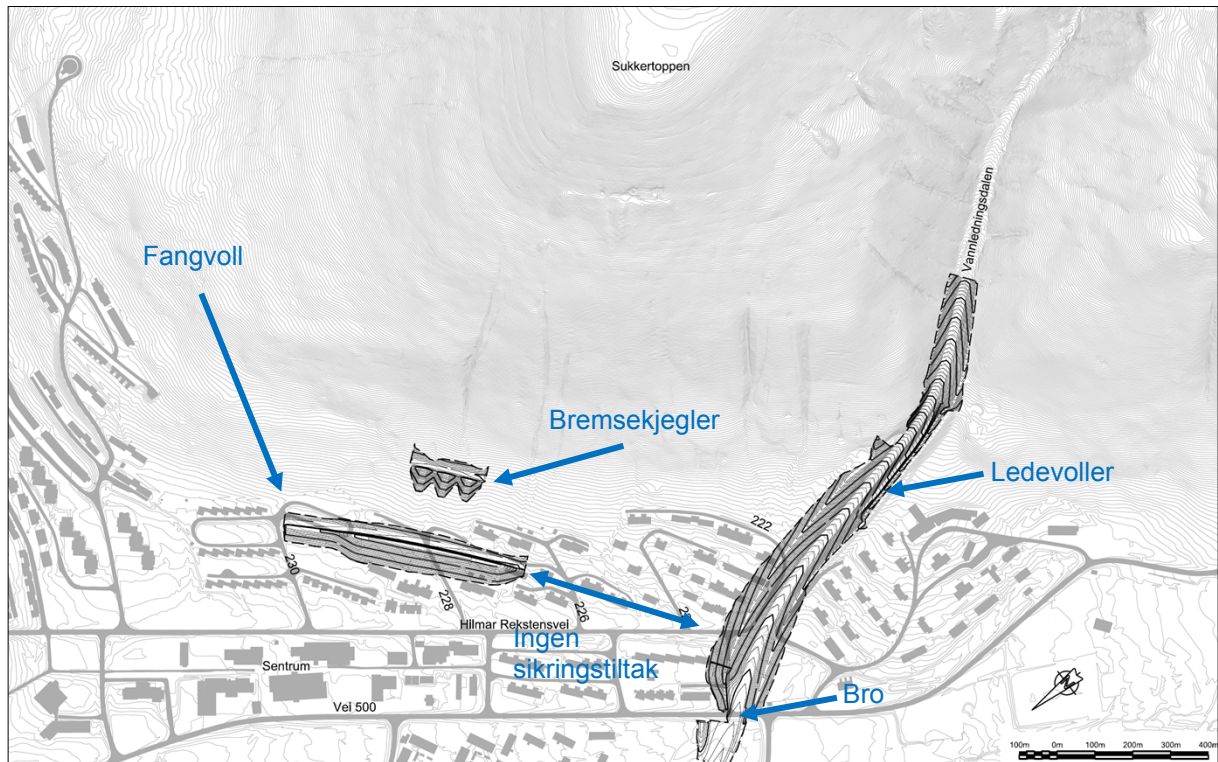 Sukkertoppen
Vannledningsdalen
Fangvoll
Bremsekjegler
Ledevoller
222
230
228
226
Hilmar Rekstensvei
Ingen
sikringstiltak
Sentrum
Bro
Vei 500
100m 0m 100m 200m 300m 400m